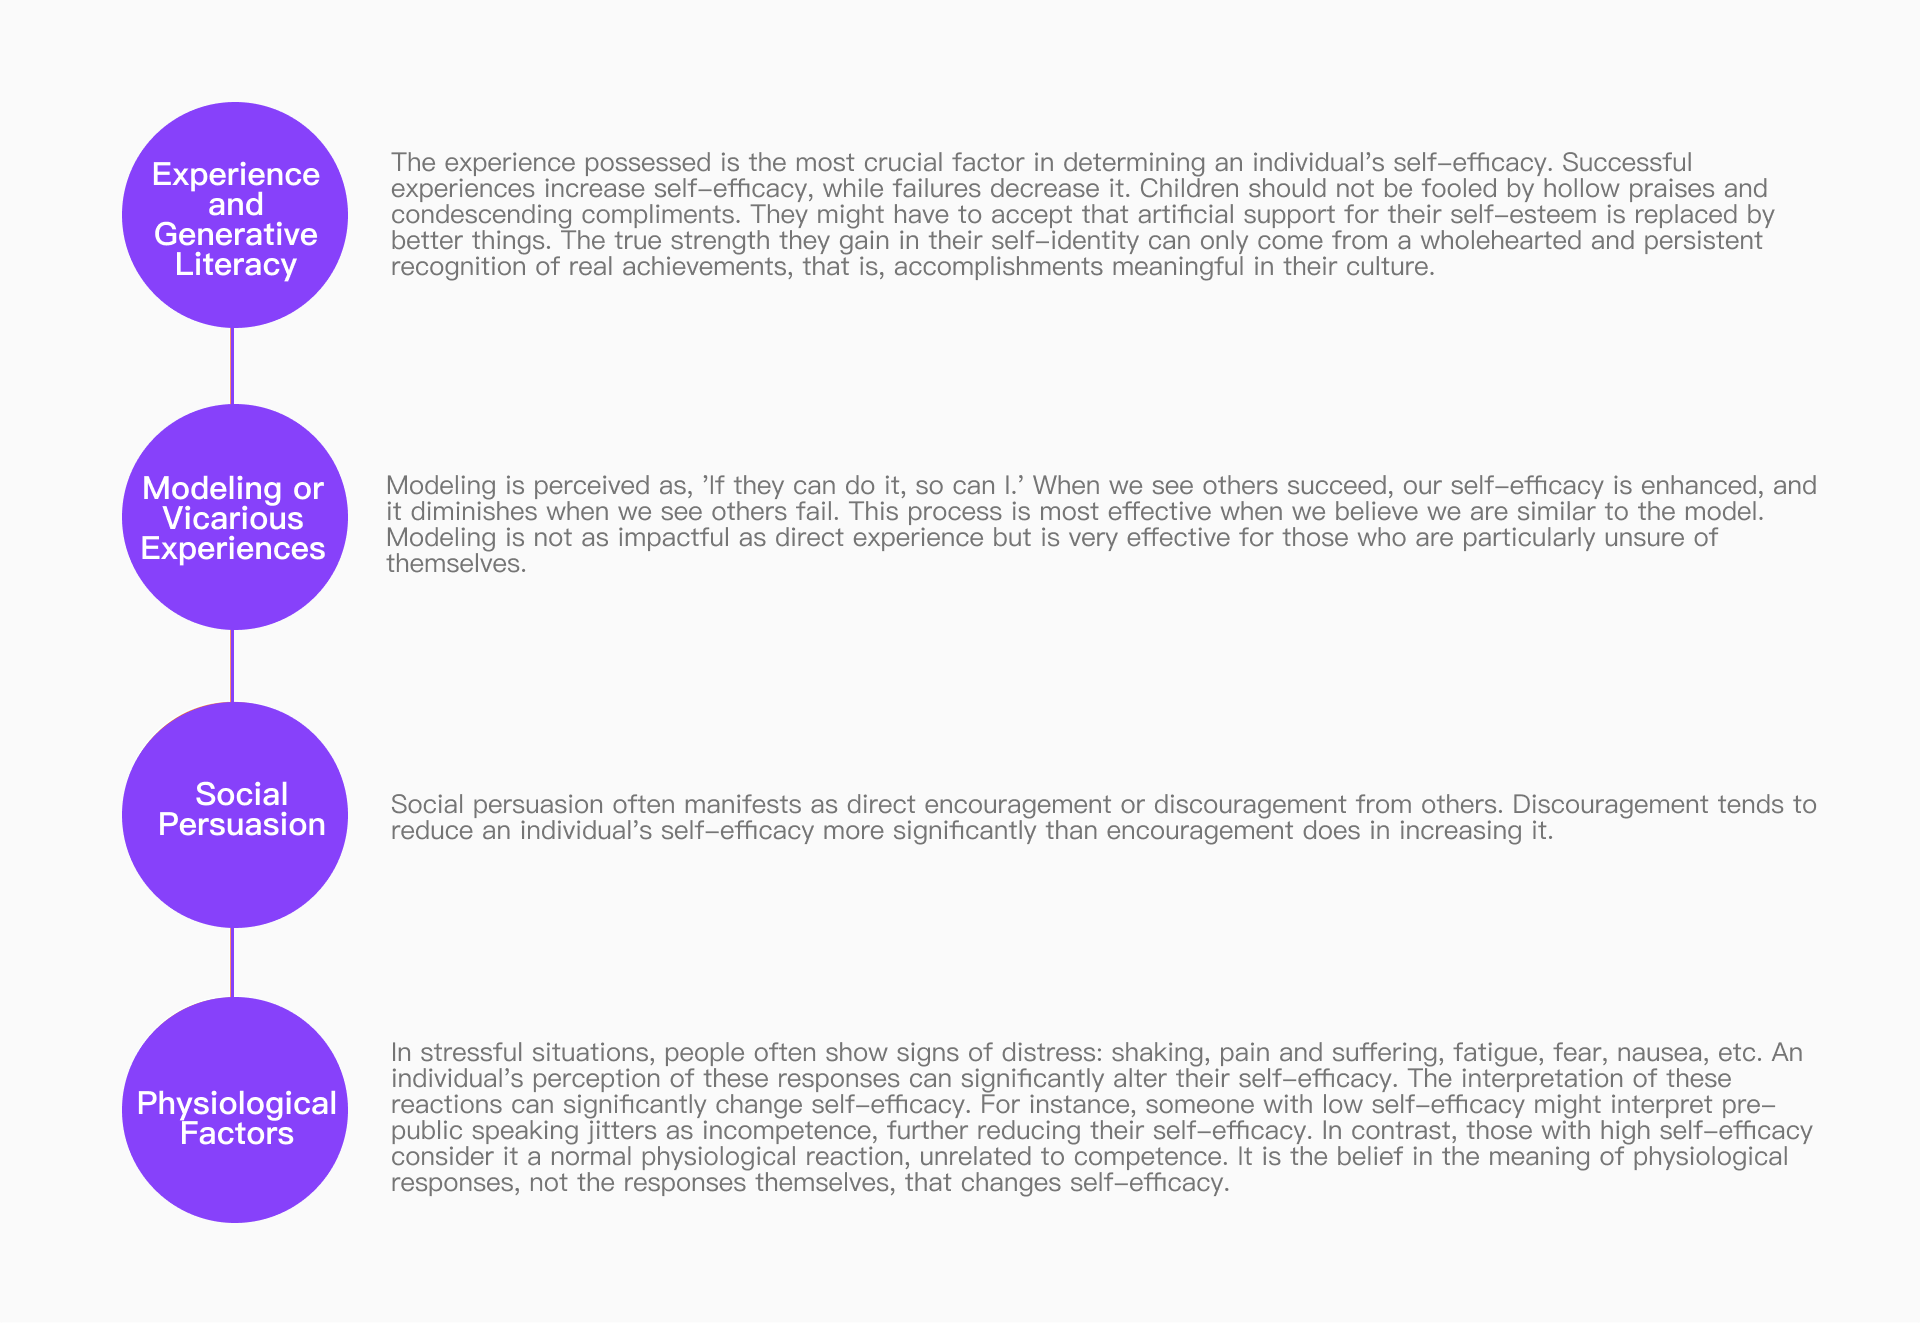 Experience
and
Generative
Literacy
The experience possessed is the most crucial factor in determining an individual's self-efficacy. Successful
experiences increase self-efficacy, while failures decrease it. Children should not be fooled by hollow praises and
condescending compliments. They might have to accept that artificial support for their self-esteem is replaced by
better things. The true strength they gain in their self-identity can only come from a wholehearted and persistent
recognition of real achievements, that is, accomplishments meaningful in their culture.
Modeling or
Vicarious
Experiences
Modeling is perceived as, 'If they can do it, so can I.' When we see others succeed, our self-efficacy is enhanced, and
it diminishes when we see others fail. This process is most effective when we believe we are similar to the model.
Modeling is not as impactful as direct experience but is very effective for those who are particularly unsure of
themselves.
Social
Persuasion
Social persuasion often manifests as direct encouragement or discouragement from others. Discouragement tends to
reduce an individual's self-efficacy more significantly than encouragement does in increasing it.
Physiological
Factors
In stressful situations, people often show signs of distress: shaking, pain and suffering, fatigue, fear, nausea, etc. An
individual's perception of these responses can significantly alter their self-efficacy. The interpretation of these
reactions can significantly change self-efficacy. For instance, someone with low self-efficacy might interpret pre-
public speaking jitters as incompetence, further reducing their self-efficacy. In contrast, those with high self-efficacy
consider it a normal physiological reaction, unrelated to competence. It is the belief in the meaning of physiological
responses, not the responses themselves, that changes self-efficacy.